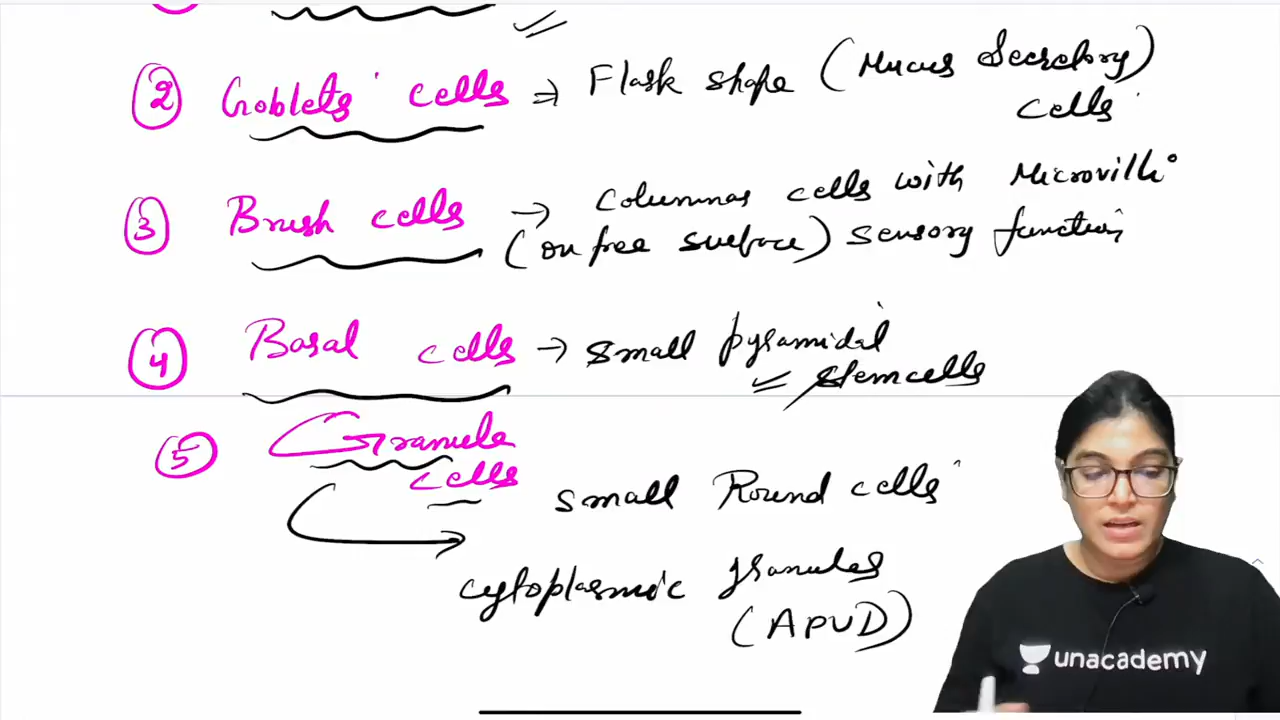 2 Goblets cells ⇒ Flask shape (Mucus Secretory)
cells
3 Brush cells → Columnar cells with Microvilli
(on free surface) sensory function
4 Basal cells → small pyramidal
stem cells
5 Granule
cells
small Round cells
cytoplasmic granules
(APUD)
unacademy